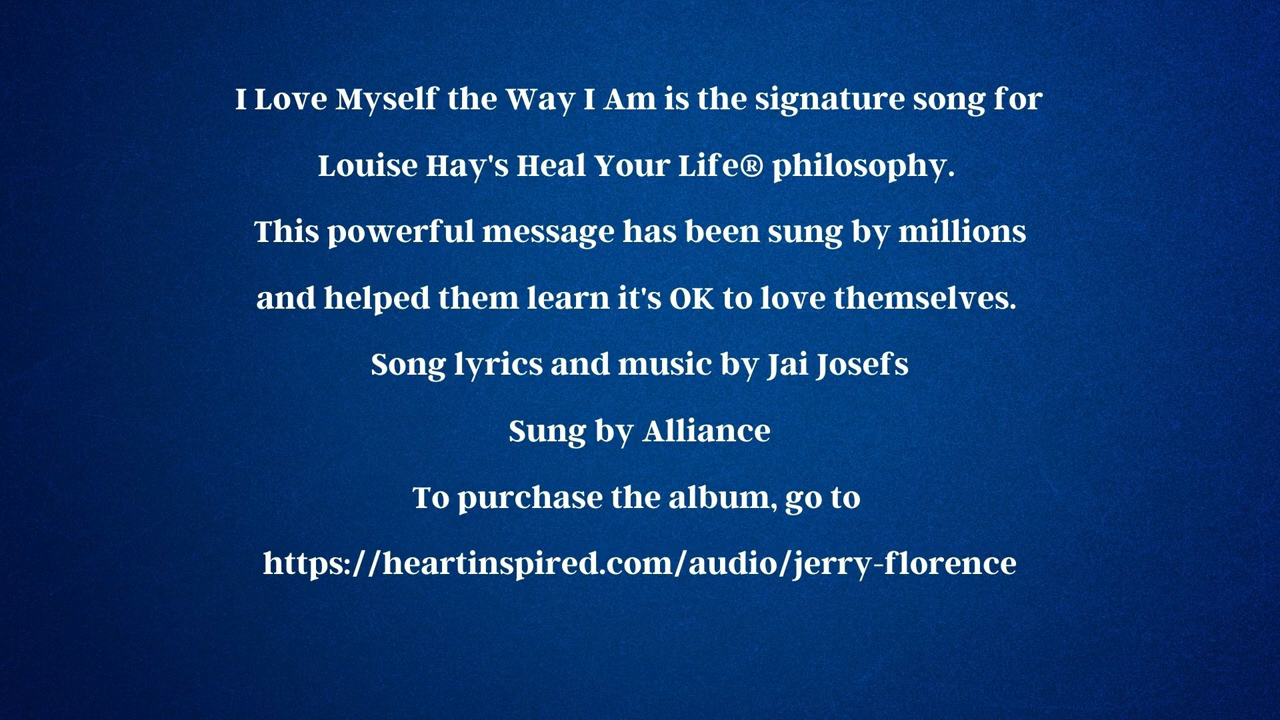 I Love Myself the Way I Am is the signature song for
Louise Hay's Heal Your Life® philosophy.
This powerful message has been sung by millions
and helped them learn it's OK to love themselves.
Song lyrics and music by Jai Josefs
Sung by Alliance
To purchase the album, go to
https://heartinspired.com/audio/jerry-florence